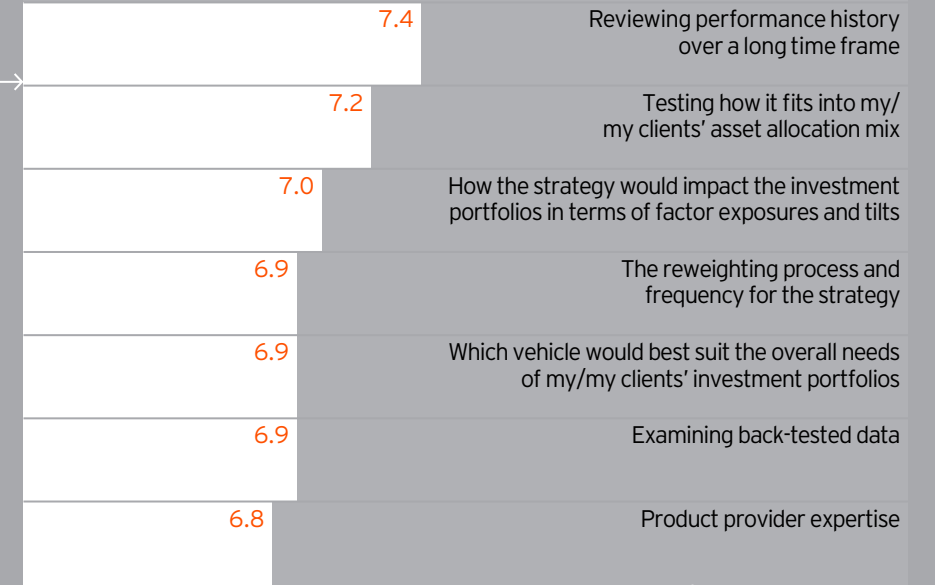 7.4
Reviewing performance history
over a long time frame
7.2
Testing how it fits into my/
my clients’ asset allocation mix
7.0
How the strategy would impact the investment
portfolios in terms of factor exposures and tilts
6.9
The reweighting process and
frequency for the strategy
6.9
Which vehicle would best suit the overall needs
of my/my clients’ investment portfolios
6.9
Examining back-tested data
6.8
Product provider expertise